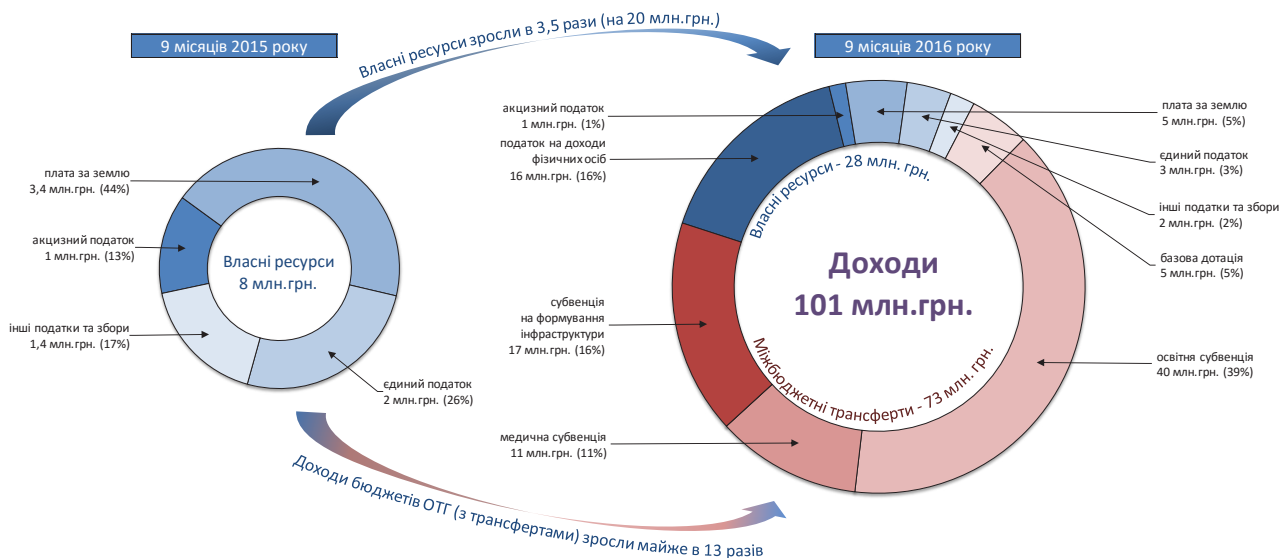 Власні ресурси зросли в 3,5 рази (на 20 млн.грн.)
9 місяців 2015 року
9 місяців 2016 року
плата за землю
3,4 млн.грн. (44%)
акцизний податок
1 млн.грн. (13%)
інші податки та збори
1,4 млн.грн. (17%)
єдиний податок
2 млн.грн. (26%)
Власні ресурси
8 млн.грн.
акцизний податок
1 млн.грн. (1%)
податок на доходи
фізичних осіб
16 млн.грн. (16%)
субвенція
на формування
інфраструктури
17 млн.грн. (16%)
медична субвенція
11 млн.грн. (11%)
Власні ресурси - 28 млн. грн.
Доходи
101 млн.грн.
Міжбюджетні трансферти - 73 млн. грн.
плата за землю
5 млн.грн. (5%)
єдиний податок
3 млн.грн. (3%)
інші податки та збори
2 млн.грн. (2%)
базова дотація
5 млн.грн. (5%)
освітня субвенція
40 млн.грн. (39%)
Доходи бюджетів ОТГ (з трансфертами) зросли майже в 13 разів